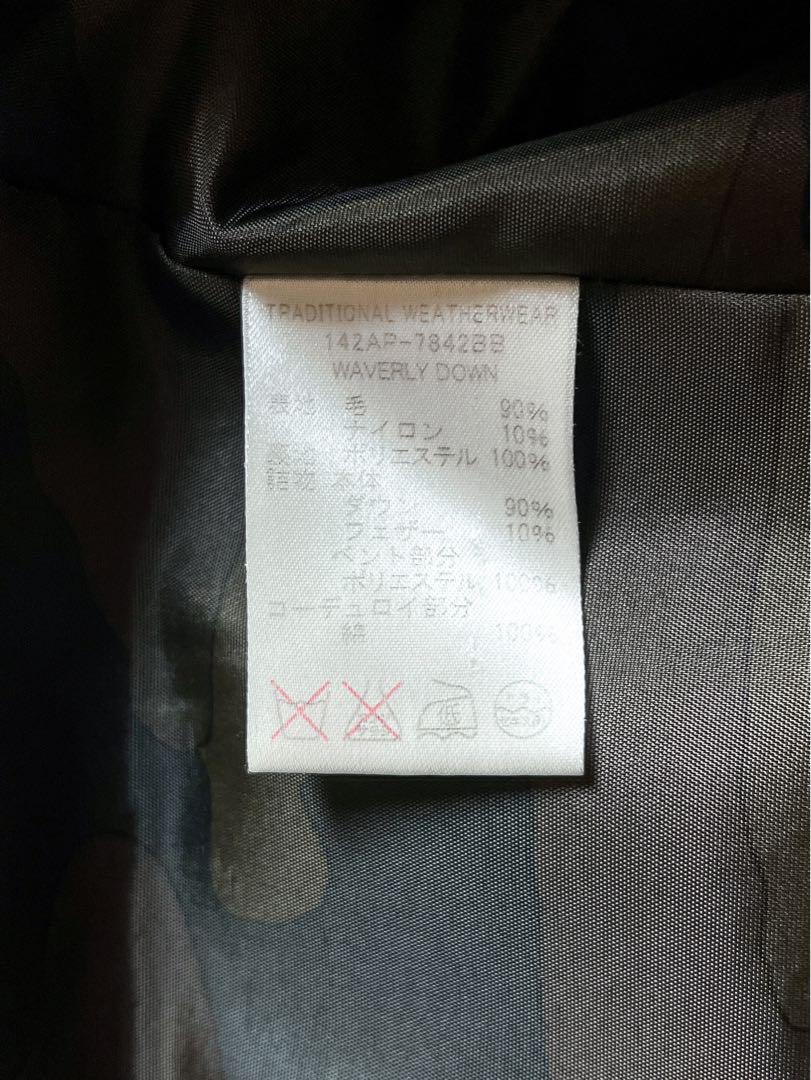 TRADITIONAL WEATHERWEAR
142AP-7842BB
WAVERLY DOWN
表地 毛 90%
ナイロン 10%
裏地 ポリエステル 100%
詰物 本体
ダウン 90%
フェザー 10%
ベント部分
ポリエステル 100%
コーデュロイ部分
綿 100%
低